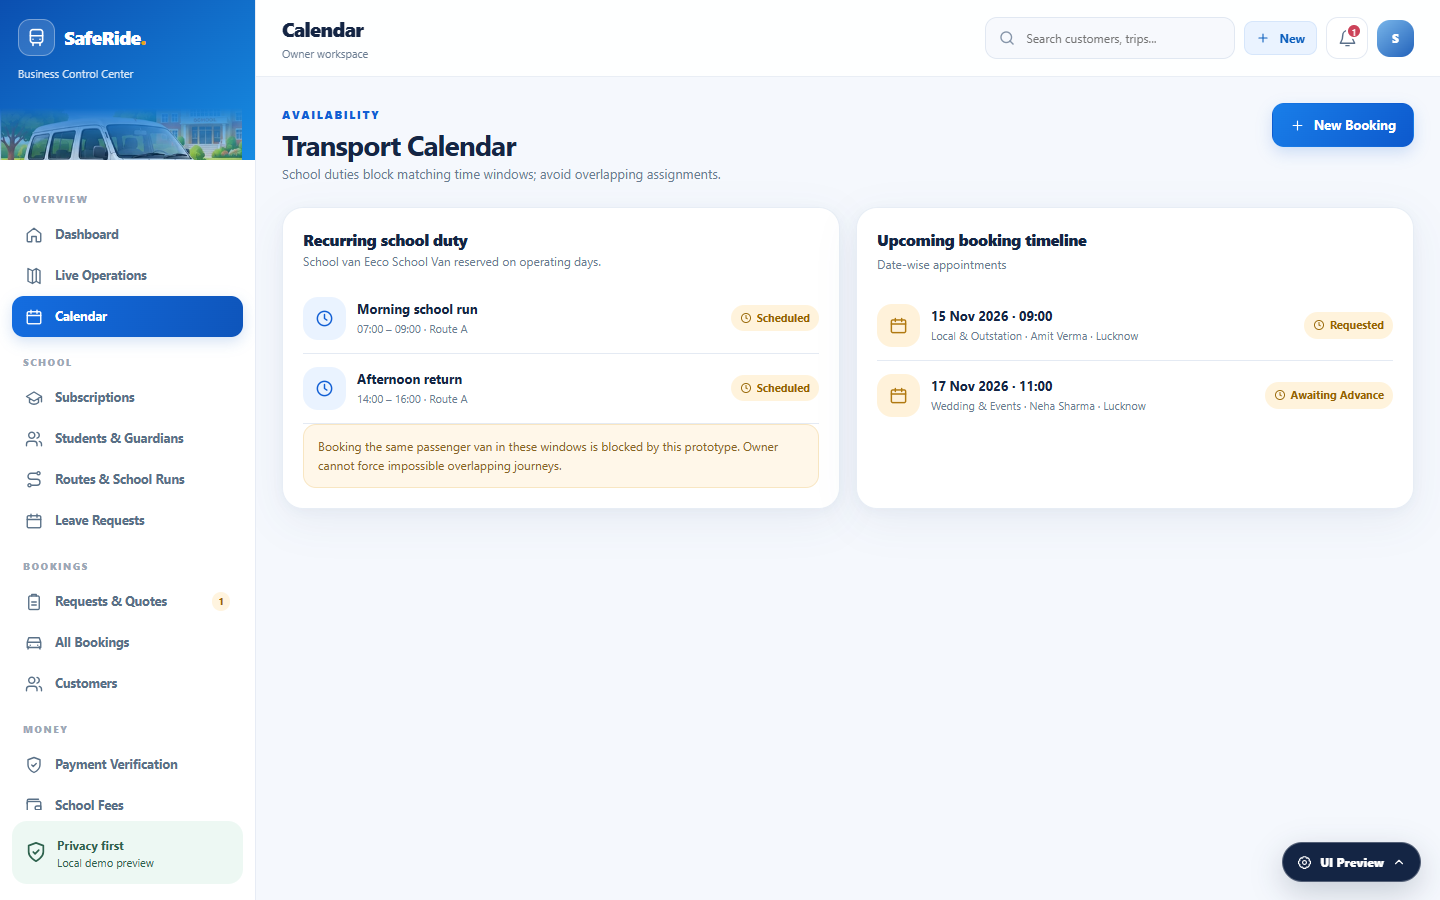 SafeRide.
Business Control Center
OVERVIEW
Dashboard
Live Operations
Calendar
SCHOOL
Subscriptions
Students & Guardians
Routes & School Runs
Leave Requests
BOOKINGS
Requests & Quotes 1
All Bookings
Customers
MONEY
Payment Verification
School Fees
Privacy first
Local demo preview
Calendar
Owner workspace
Search customers, trips...
New
1
S
AVAILABILITY
Transport Calendar
School duties block matching time windows; avoid overlapping assignments.
New Booking
Recurring school duty
School van Eeco School Van reserved on operating days.
Morning school run
07:00 – 09:00 · Route A
Scheduled
Afternoon return
14:00 – 16:00 · Route A
Scheduled
Booking the same passenger van in these windows is blocked by this prototype. Owner
cannot force impossible overlapping journeys.
Upcoming booking timeline
Date-wise appointments
15 Nov 2026 · 09:00
Local & Outstation · Amit Verma · Lucknow
Requested
17 Nov 2026 · 11:00
Wedding & Events · Neha Sharma · Lucknow
Awaiting Advance
UI Preview